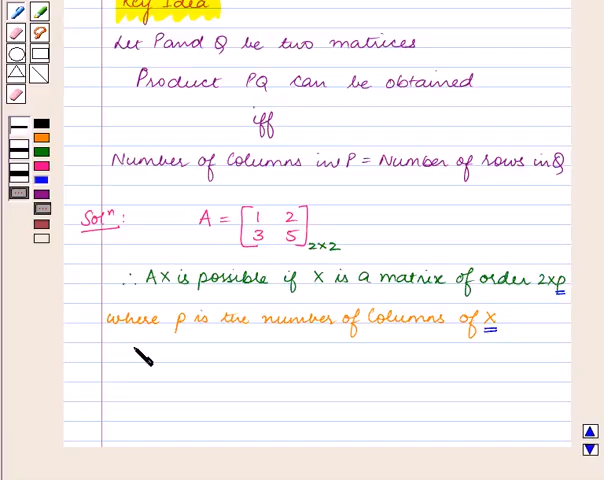 Key Idea
Let P and Q be two matrices
Product PQ can be obtained
iff
Number of Columns in P = Number of rows in Q
Solⁿ: A = [1 2
3 5]2×2
∴ AX is possible if X is a matrix of order 2×p
where p is the number of Columns of X